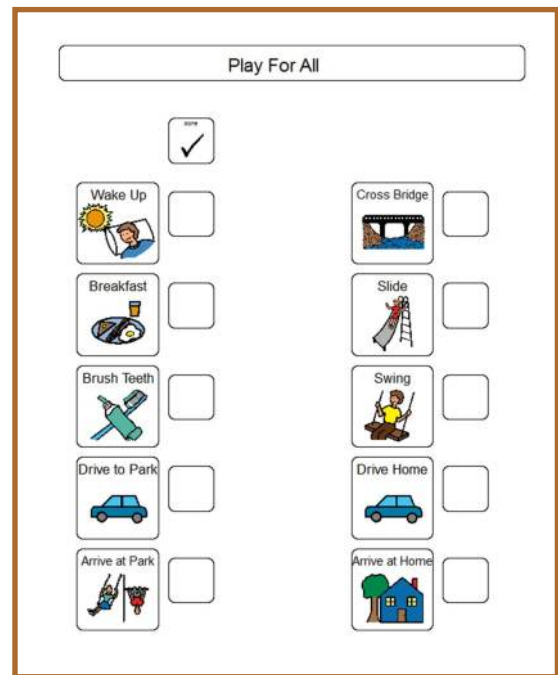 Play For All
done
Wake Up
Breakfast
Brush Teeth
Drive to Park
Arrive at Park
Cross Bridge
Slide
Swing
Drive Home
Arrive at Home